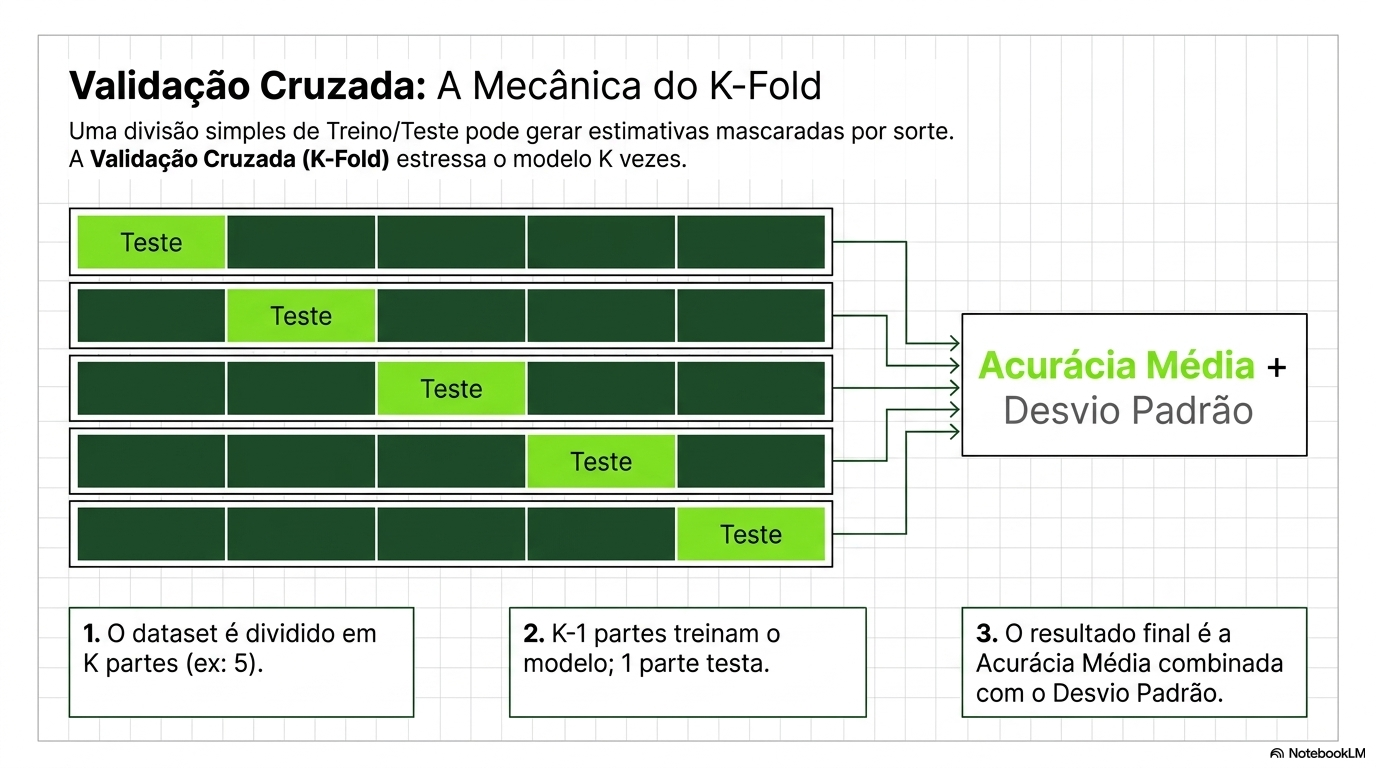 Validação Cruzada: A Mecânica do K-Fold
Uma divisão simples de Treino/Teste pode gerar estimativas mascaradas por sorte.
A Validação Cruzada (K-Fold) estressa o modelo K vezes.
Teste
Teste
Teste
Teste
Teste
Acurácia Média +
Desvio Padrão
1. O dataset é dividido em
K partes (ex: 5).
2. K-1 partes treinam o
modelo; 1 parte testa.
3. O resultado final é a
Acurácia Média combinada
com o Desvio Padrão.
NotebookLM